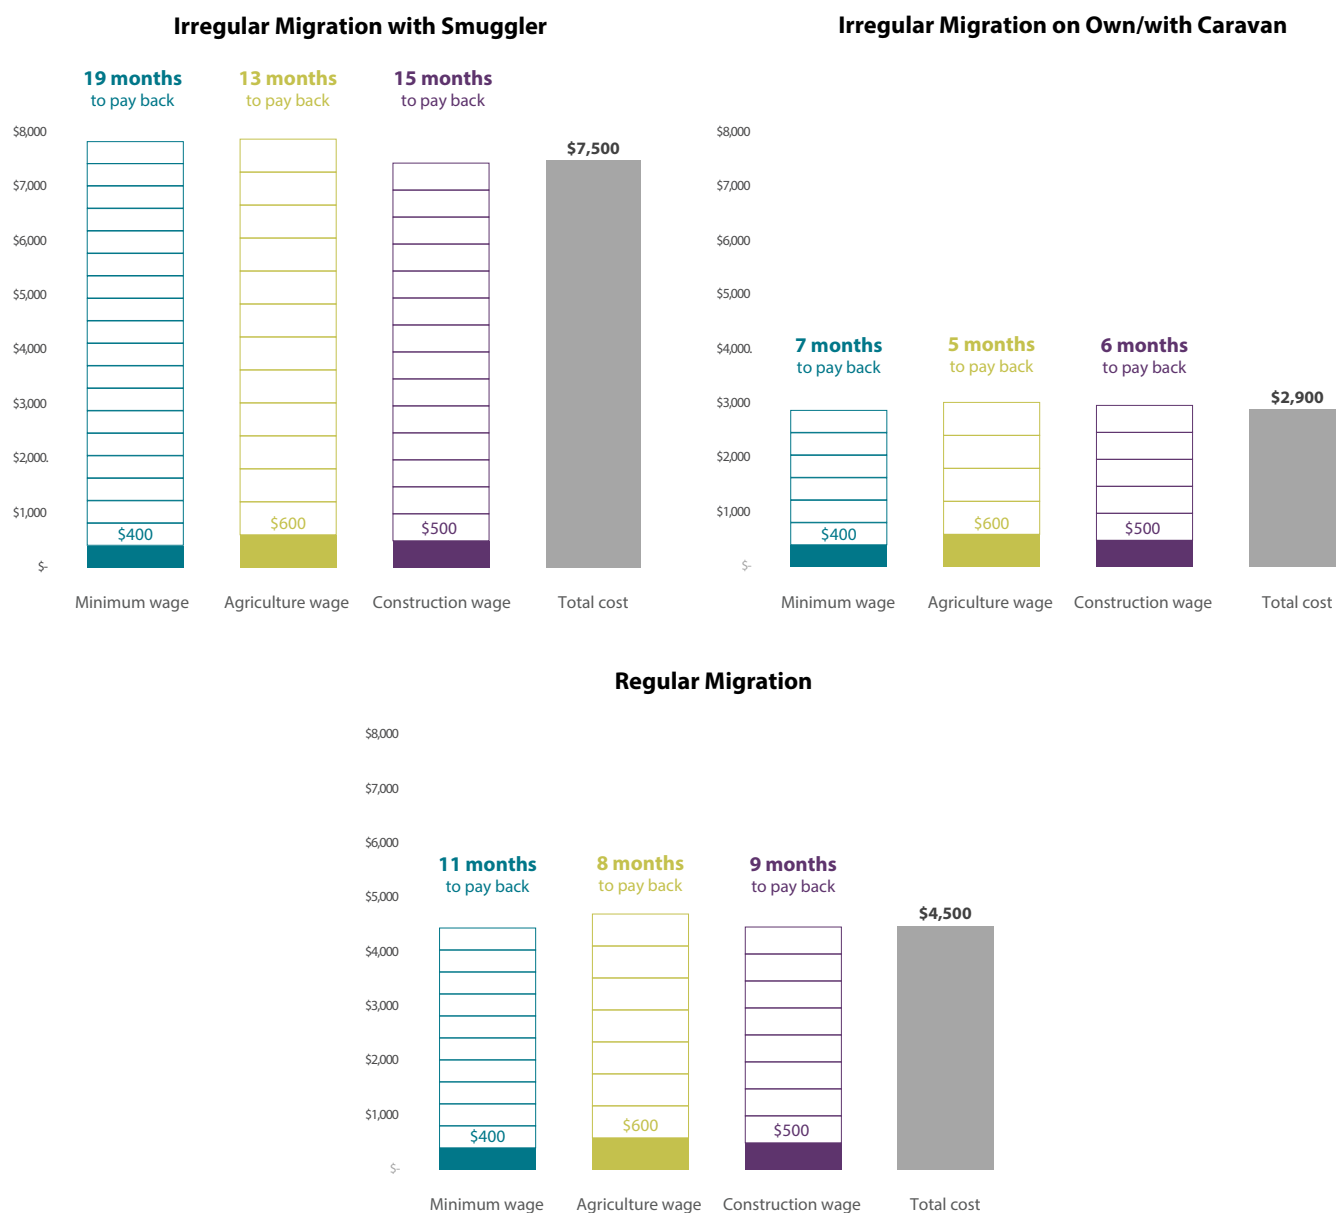 Irregular Migration with Smuggler
19 months
to pay back
13 months
to pay back
15 months
to pay back
$8,000
$7,000
$6,000
$5,000
$4,000
$3,000
$2,000.
$1,000
$-
$7,500
$400
$600
$500
Minimum wage
Agriculture wage
Construction wage
Total cost
Irregular Migration on Own/with Caravan
$8,000
$7,000
$6,000
$5,000
$4,000.
$3,000
$2,000
$1,000
$-
7 months
to pay back
5 months
to pay back
6 months
to pay back
$2,900
$400
$600
$500
Minimum wage
Agriculture wage
Construction wage
Total cost
Regular Migration
$8,000
$7,000
$6,000
$5,000
$4,000
$3,000
$2,000
$1,000
$-
11 months
to pay back
8 months
to pay back
9 months
to pay back
$4,500
$400
$600
$500
Minimum wage
Agriculture wage
Construction wage
Total cost